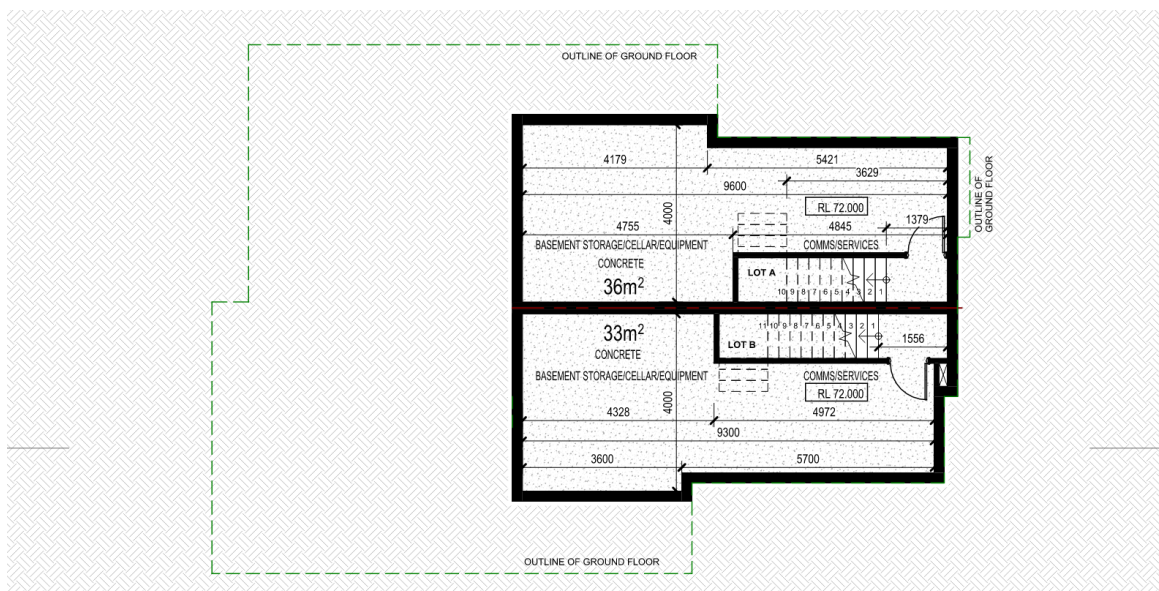 OUTLINE OF GROUND FLOOR
OUTLINE OF
GROUND FLOOR
4179
5421
3629
9600
RL 72.000
4000
1379
4755
4845
BASEMENT STORAGE/CELLAR/EQUIPMENT
COMMS/SERVICES
CONCRETE
LOT A
36m²
10 9 8 7 6 5 4 3 2 1
33m²
11 10 9 8 7 6 5 4 3 2 1
LOT B
1556
CONCRETE
BASEMENT STORAGE/CELLAR/EQUIPMENT
COMMS/SERVICES
RL 72.000
4000
4328
4972
9300
3600
5700
OUTLINE OF GROUND FLOOR